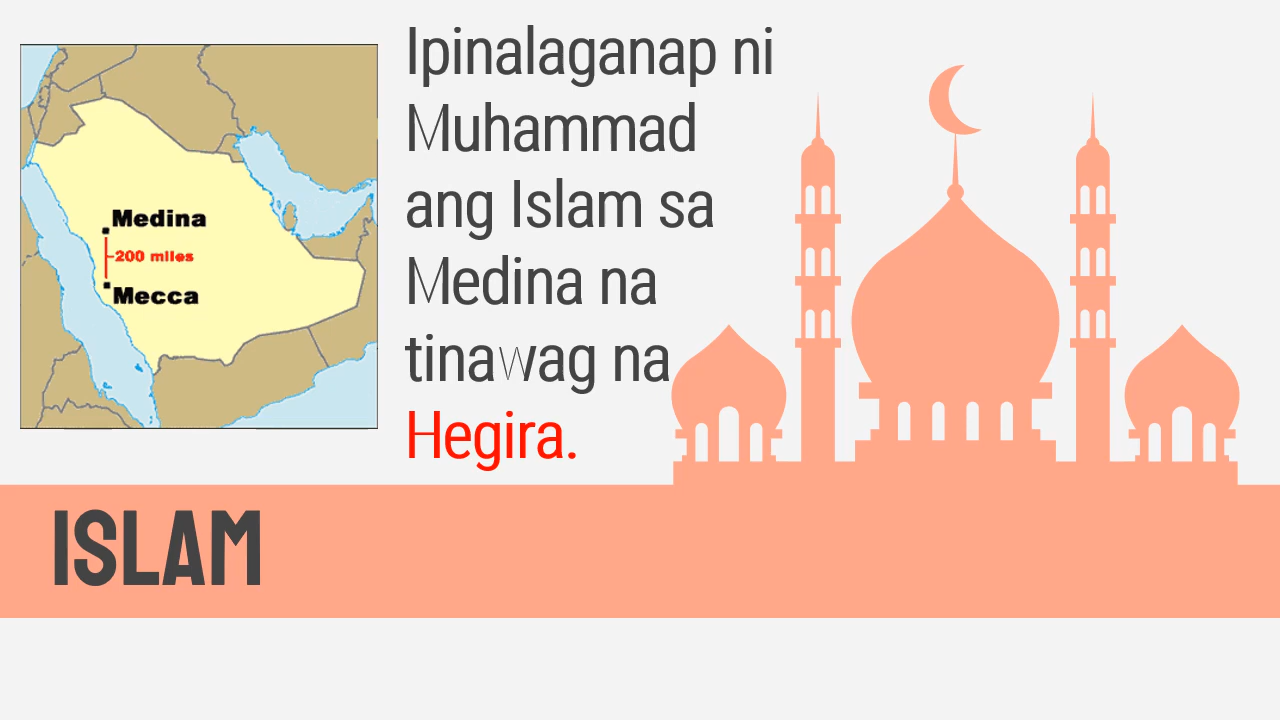 Ipinalaganap ni
Muhammad
ang Islam sa
Medina na
tinawag na
Hegira.
Medina
200 miles
Mecca
ISLAM